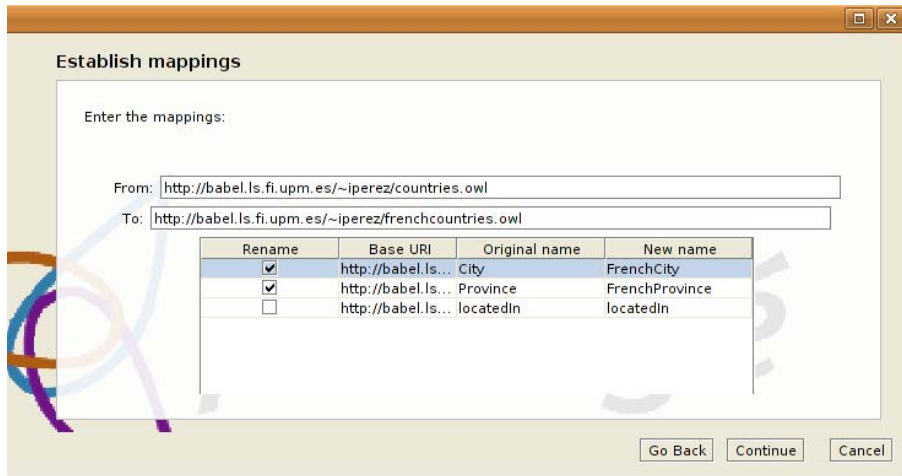 Establish mappings
Enter the mappings:
From: http://babel.ls.fi.upm.es/~iperez/countries.owl
To: http://babel.ls.fi.upm.es/~iperez/frenchcountries.owl
Rename Base URI Original name New name
http://babel.ls... City FrenchCity
http://babel.ls... Province FrenchProvince
http://babel.ls... locatedIn locatedIn
Go Back Continue Cancel